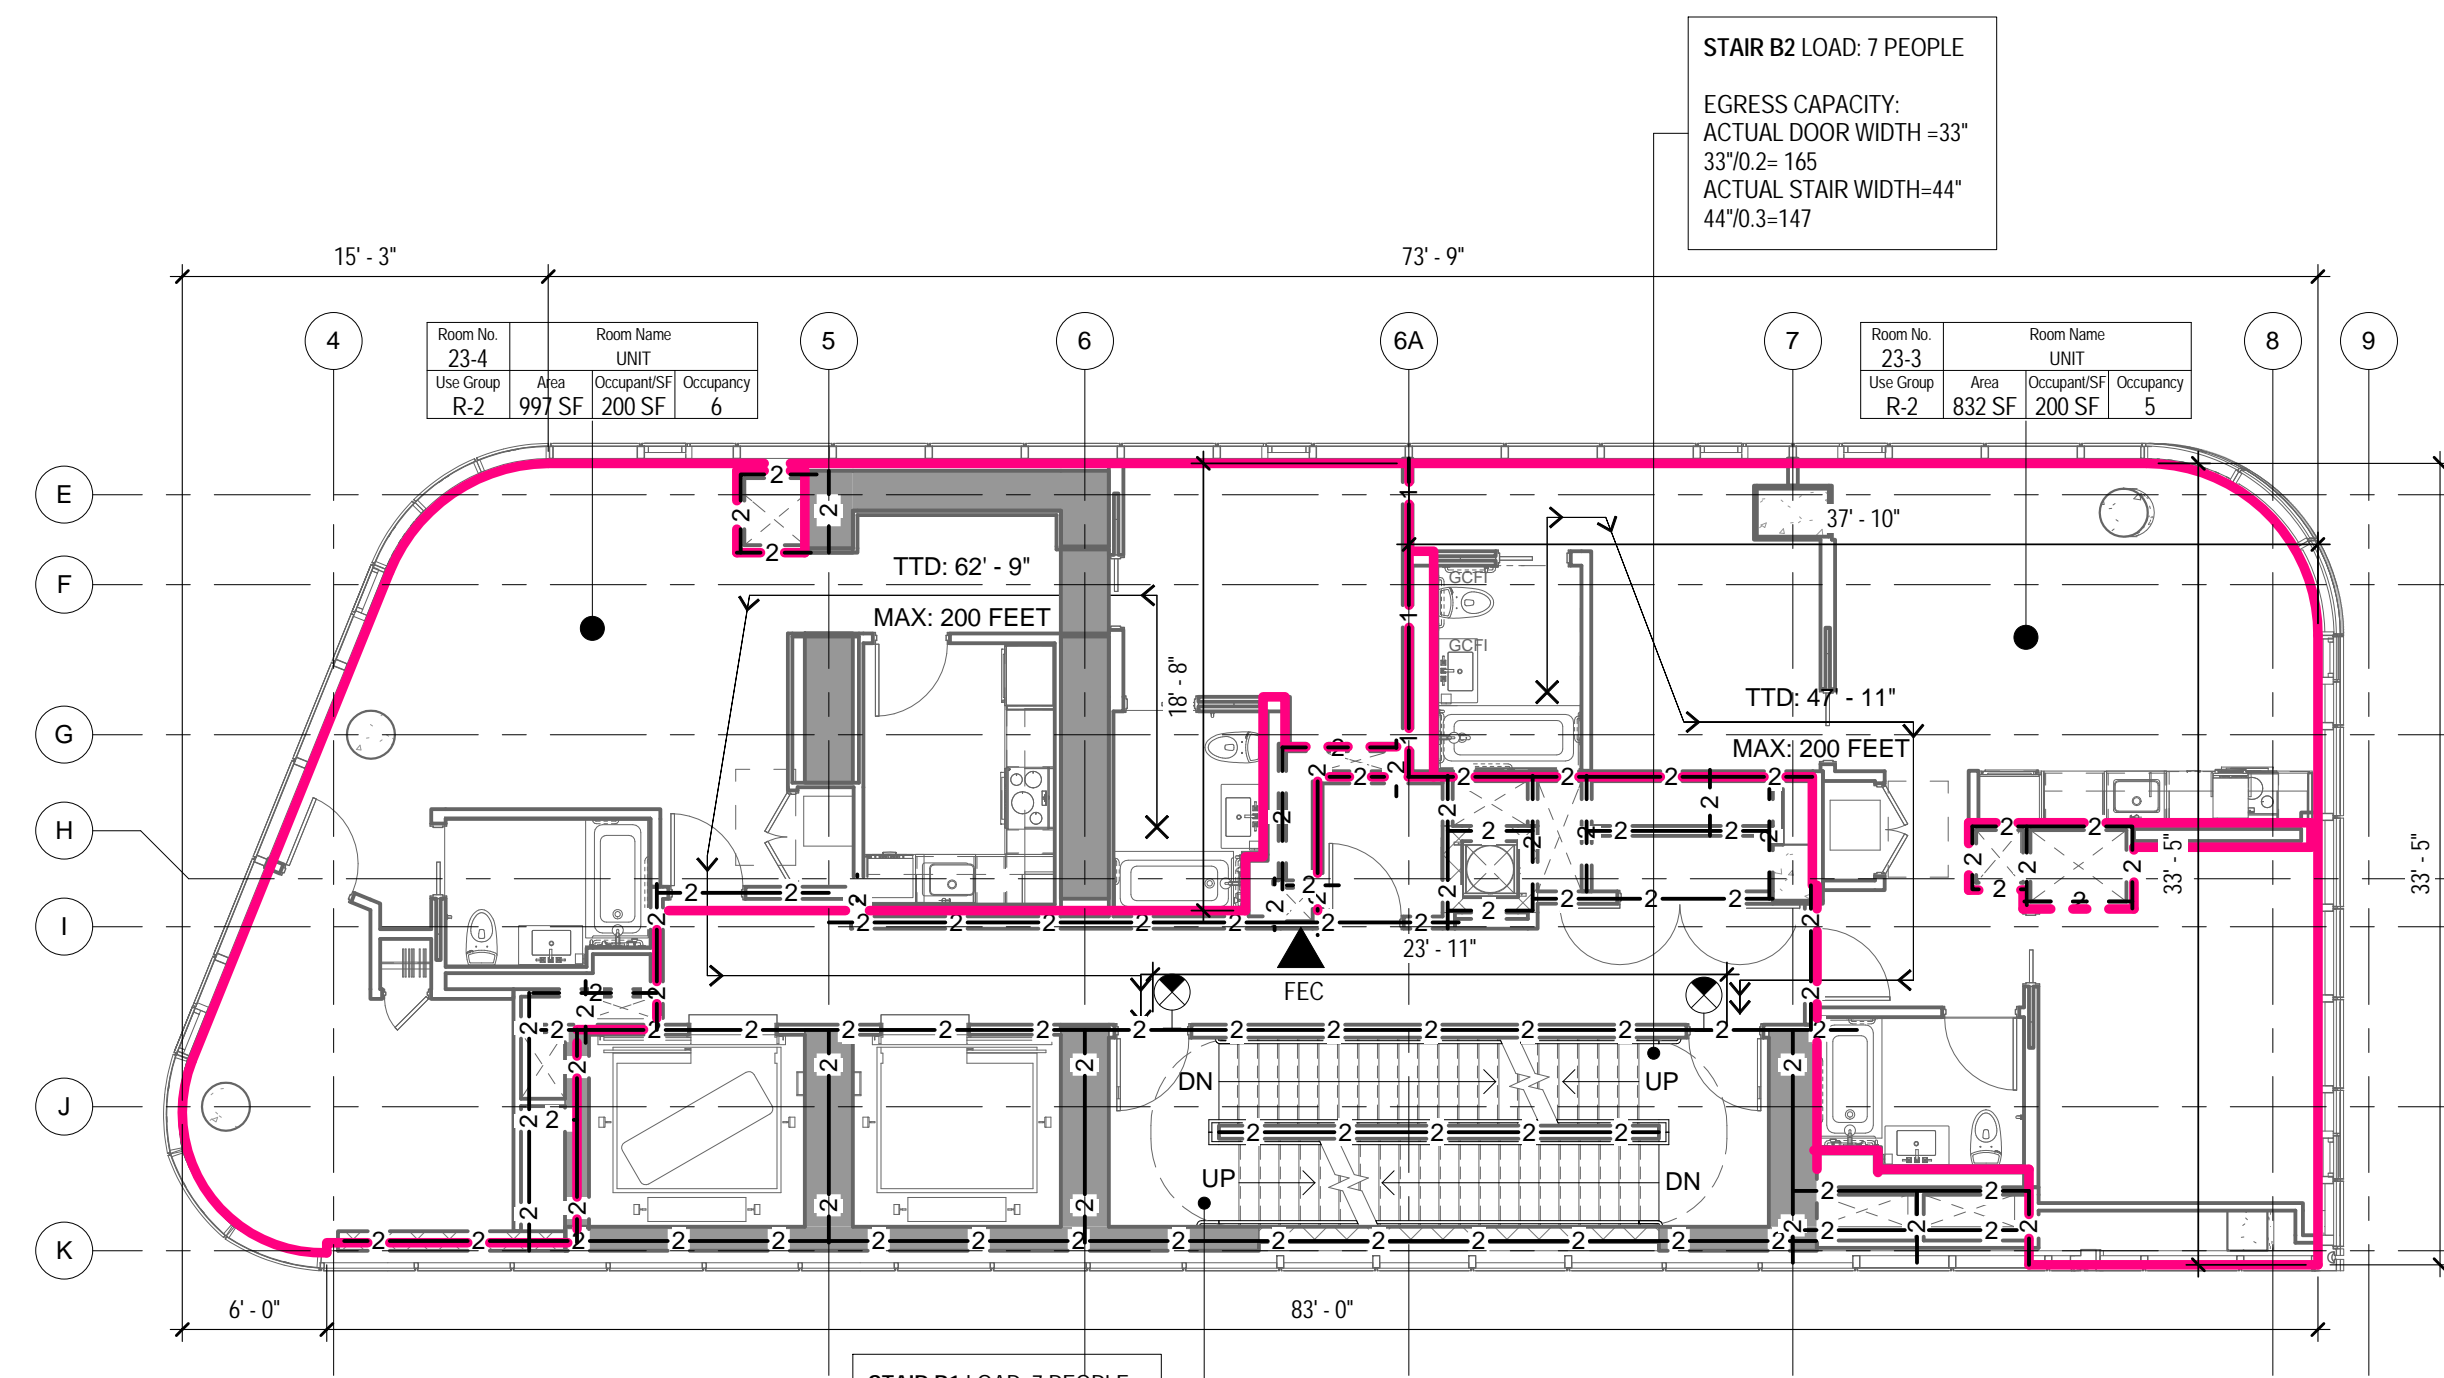 STAIR B2 LOAD: 7 PEOPLE
EGRESS CAPACITY:
ACTUAL DOOR WIDTH =33"
33"/0.2= 165
ACTUAL STAIR WIDTH=44"
44"/0.3=147
15' - 3"
73' - 9"
4
5
6
6A
7
8
9
Room No.
Room Name
23-4
UNIT
Use Group
Area
Occupant/SF
Occupancy
R-2
997 SF
200 SF
6
Room No.
Room Name
23-3
UNIT
Use Group
Area
Occupant/SF
Occupancy
R-2
832 SF
200 SF
5
E
F
G
H
I
J
K
37' - 10"
TTD: 62' - 9"
MAX: 200 FEET
GCFI
GCFI
18' - 8"
TTD: 47' - 11"
MAX: 200 FEET
33' - 5"
33' - 5"
23' - 11"
FEC
DN
UP
UP
DN
6' - 0"
83' - 0"
STAIR B1 LOAD: 7 PEOPLE